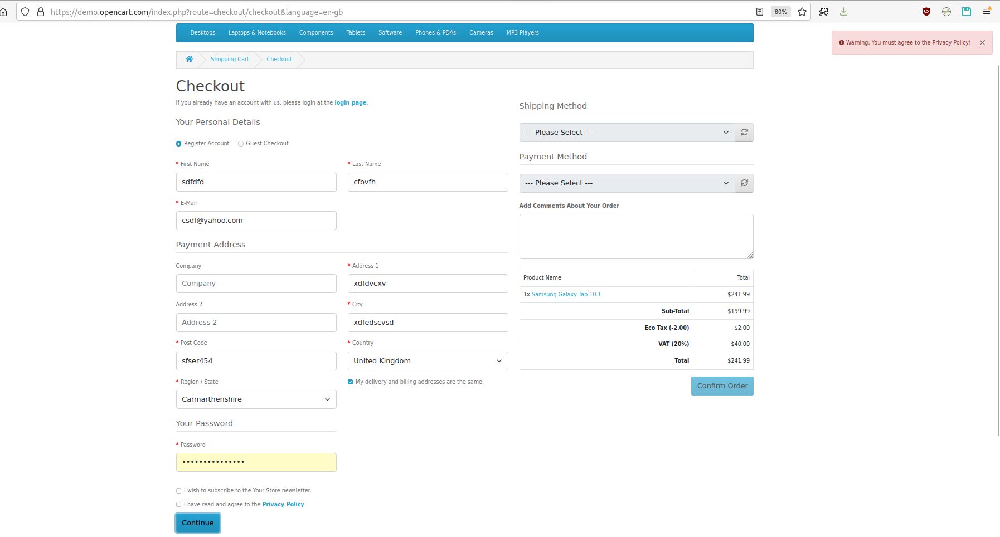 https://demo.opencart.com/index.php?route=checkout/checkout&language=en-gb
80%
Desktops Laptops & Notebooks Components Tablets Software Phones & PDAs Cameras MP3 Players
Warning: You must agree to the Privacy Policy!
Shopping Cart Checkout
Checkout
If you already have an account with us, please login at the login page.
Your Personal Details
Register Account Guest Checkout
* First Name * Last Name
sdfdfd cfbvfh
* E-Mail
csdf@yahoo.com
Payment Address
Company * Address 1
Company xdfdvcxv
Address 2 * City
Address 2 xdfedscvsd
* Post Code * Country
sfser454 United Kingdom
* Region / State My delivery and billing addresses are the same.
Carmarthenshire
Your Password
* Password
•••••••••••••••
I wish to subscribe to the Your Store newsletter.
I have read and agree to the Privacy Policy
Continue
Shipping Method
--- Please Select ---
Payment Method
--- Please Select ---
Add Comments About Your Order
Product Name Total
1x Samsung Galaxy Tab 10.1 $241.99
Sub-Total $199.99
Eco Tax (-2.00) $2.00
VAT (20%) $40.00
Total $241.99
Confirm Order